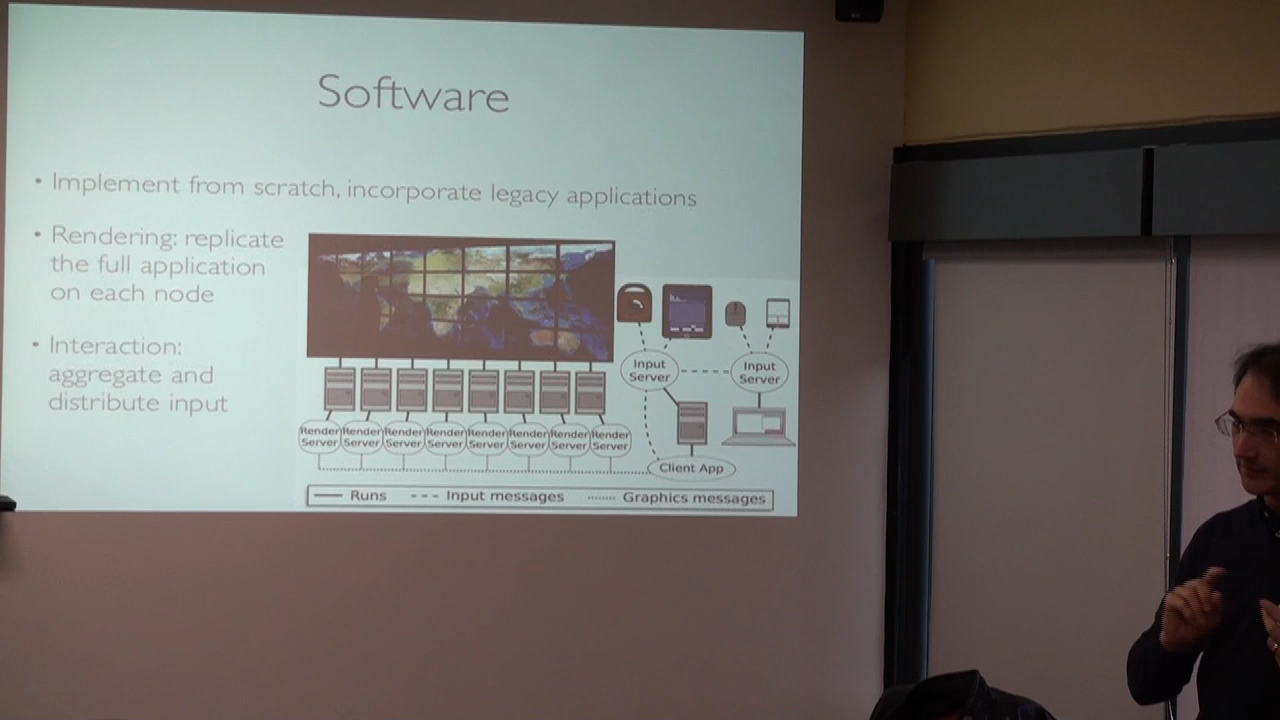 Software
• Implement from scratch, incorporate legacy applications
• Rendering: replicate
the full application
on each node
• Interaction:
aggregate and
distribute input
Input
Server
Input
Server
Render
Server
Render
Server
Render
Server
Render
Server
Render
Server
Render
Server
Render
Server
Render
Server
Client App
Runs
Input messages
Graphics messages